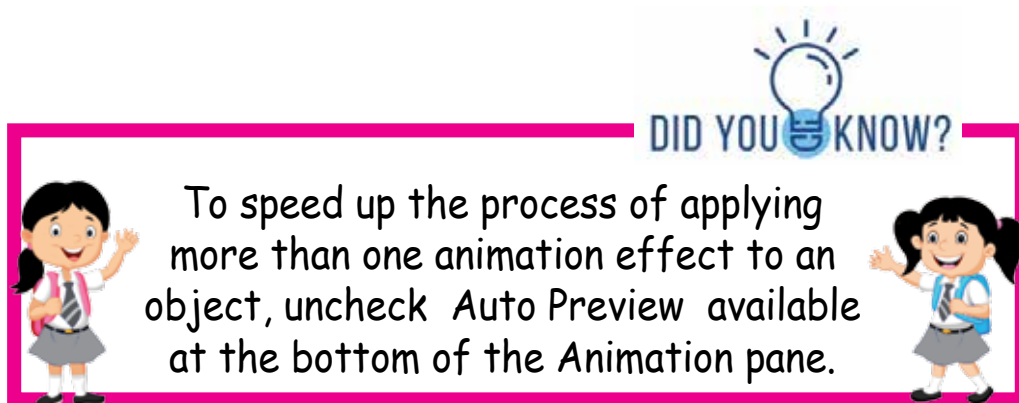 DID YOU KNOW?
To speed up the process of applying
more than one animation effect to an
object, uncheck Auto Preview available
at the bottom of the Animation pane.